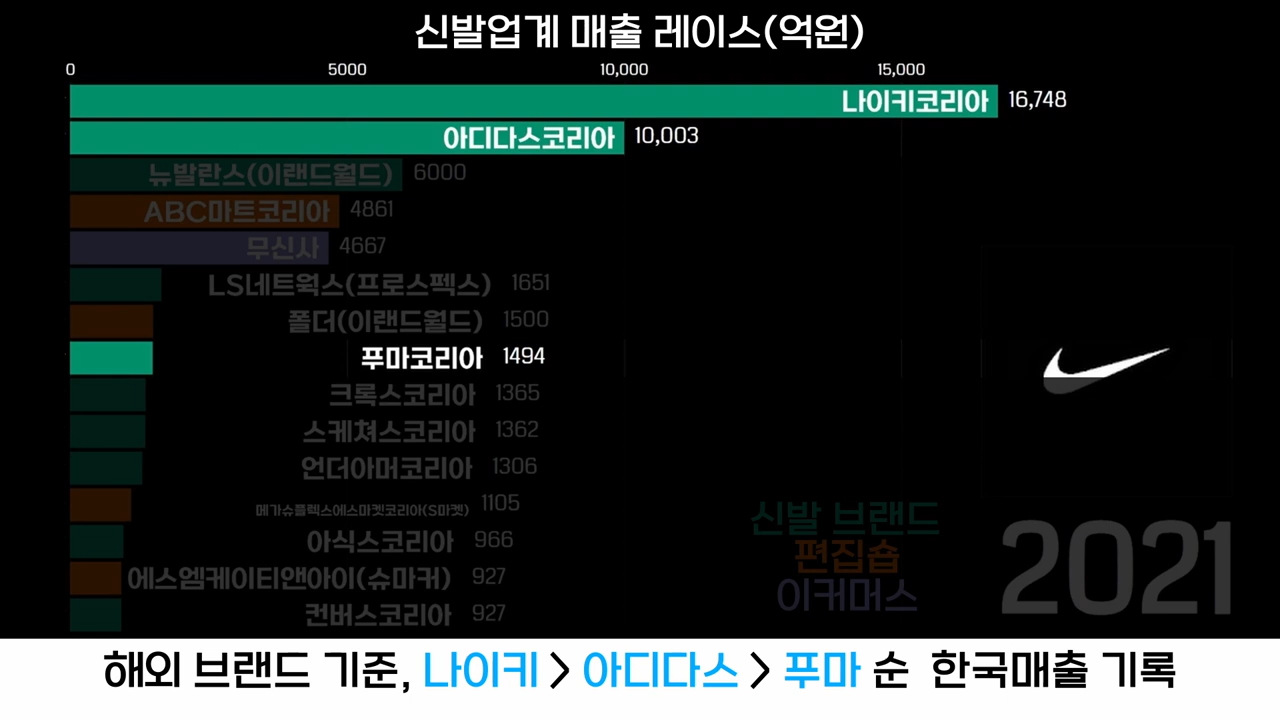 신발업계 매출 레이스(억원)
0 5000 10,000 15,000
나이키코리아 16,748
아디다스코리아 10,003
뉴발란스(이랜드월드) 6000
ABC마트코리아 4861
무신사 4667
LS네트웍스(프로스펙스) 1651
폴더(이랜드월드) 1500
푸마코리아 1494
크록스코리아 1365
스케쳐스코리아 1362
언더아머코리아 1306
메가슈플렉스에스마켓코리아(S마켓) 1105
아식스코리아 966
에스엠케이티앤아이(슈마커) 927
컨버스코리아 927
신발 브랜드
편집숍
이커머스
2021
해외 브랜드 기준, 나이키 > 아디다스 > 푸마 순 한국매출 기록